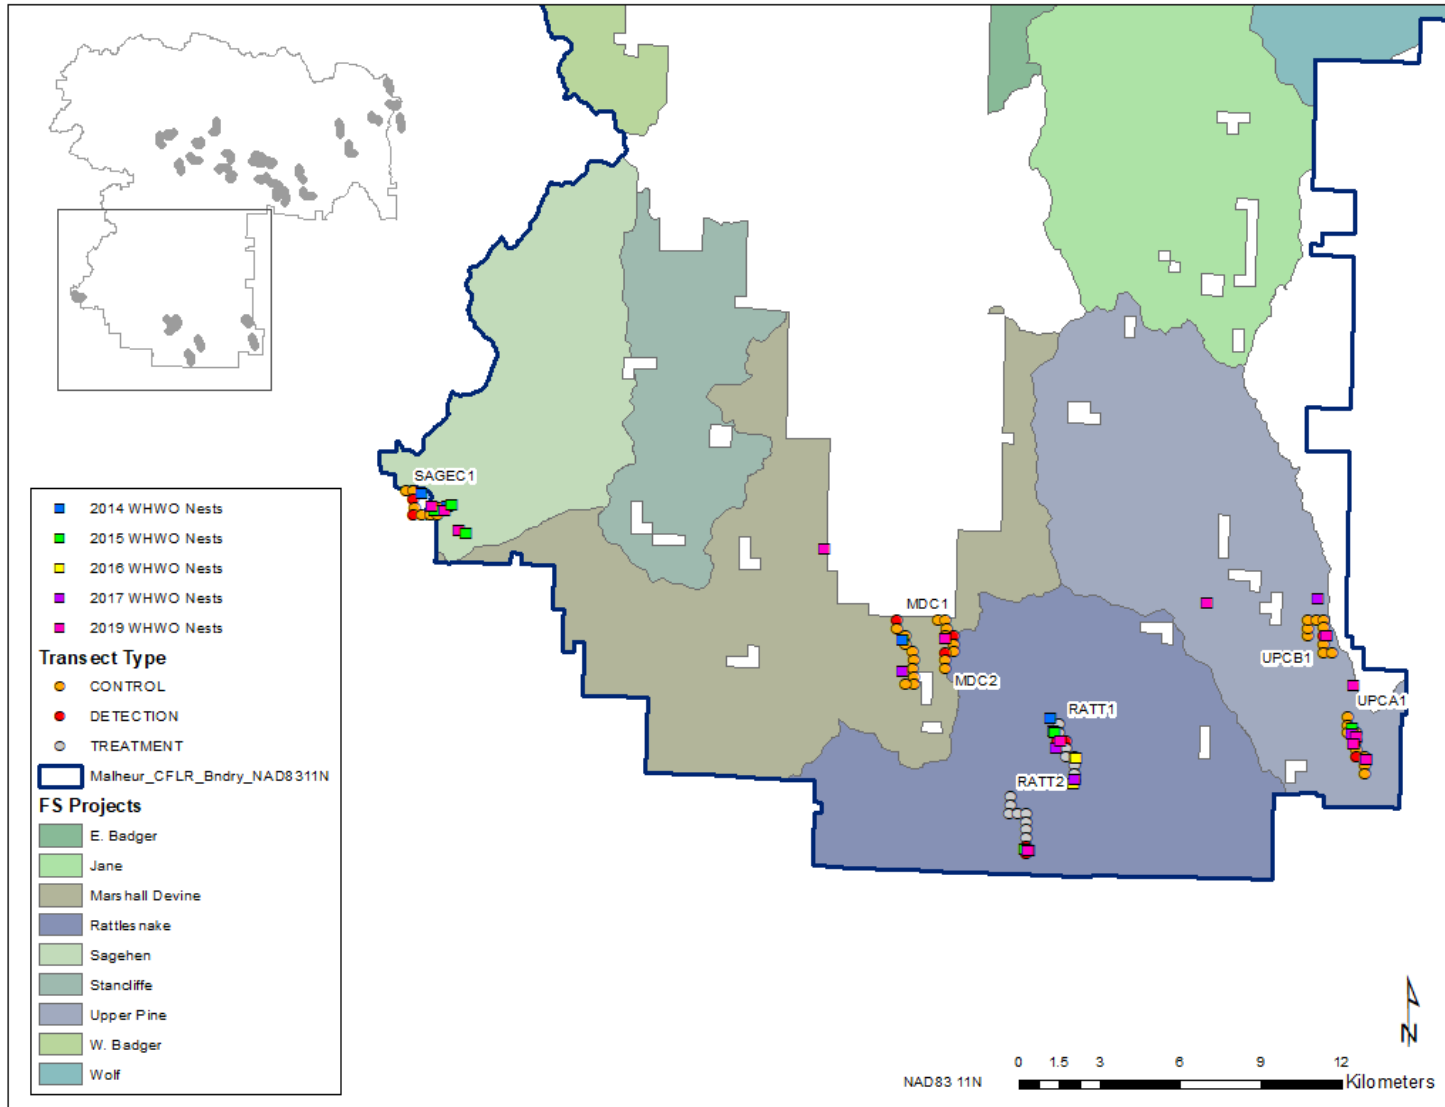 SAGEC1
MDC1
MDC2
UPCB1
UPCA1
RATT1
RATT2
2014 WHWO Nests
2015 WHWO Nests
2016 WHWO Nests
2017 WHWO Nests
2019 WHWO Nests
Transect Type
CONTROL
DETECTION
TREATMENT
Malheur_CFLR_Bndry_NAD8311N
FS Projects
E. Badger
Jane
Marshall Devine
Rattlesnake
Sagehen
Stancliffe
Upper Pine
W. Badger
Wolf
N
0 1.5 3 6 9 12
NAD83 11N Kilometers